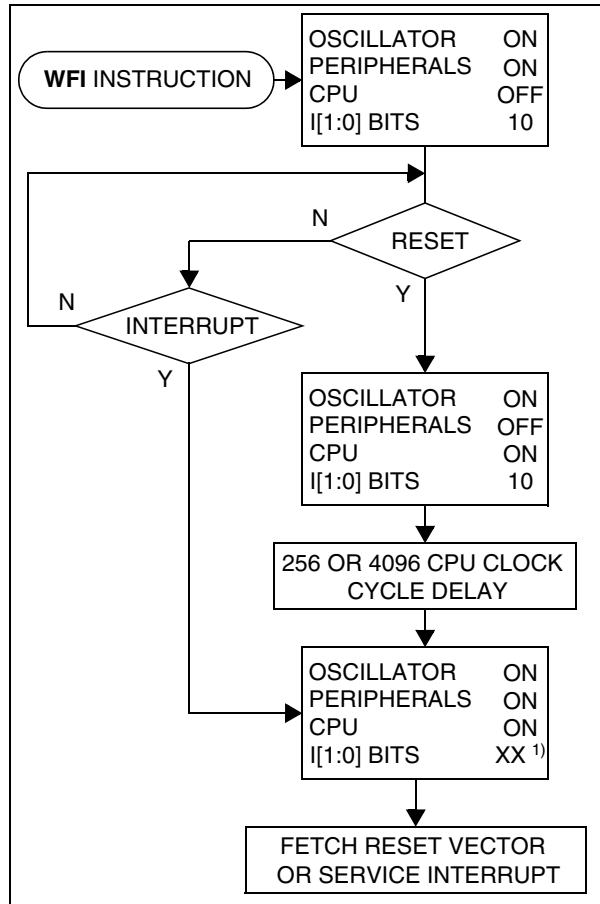 WFI INSTRUCTION
OSCILLATOR ON
PERIPHERALS ON
CPU OFF
I[1:0] BITS 10
N
RESET
Y
N
INTERRUPT
Y
OSCILLATOR ON
PERIPHERALS OFF
CPU ON
I[1:0] BITS 10
256 OR 4096 CPU CLOCK
CYCLE DELAY
OSCILLATOR ON
PERIPHERALS ON
CPU ON
I[1:0] BITS XX 1)
FETCH RESET VECTOR
OR SERVICE INTERRUPT